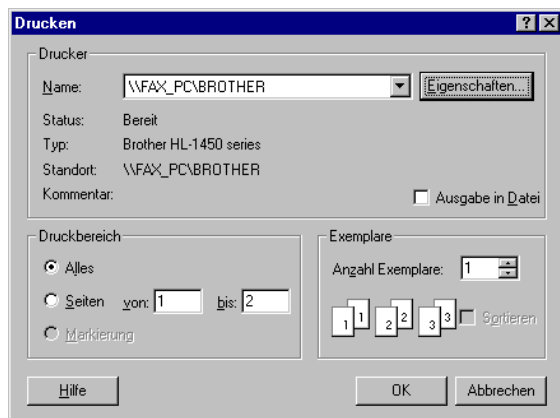 Drucken
Drucker
Name: \\FAX_PC\BROTHER Eigenschaften...
Status: Bereit
Typ: Brother HL-1450 series
Standort: \\FAX_PC\BROTHER
Kommentar: Ausgabe in Datei
Druckbereich
Alles
Seiten von: 1 bis: 2
Markierung
Exemplare
Anzahl Exemplare: 1
1 1 2 2 3 3 Sortieren
Hilfe OK Abbrechen